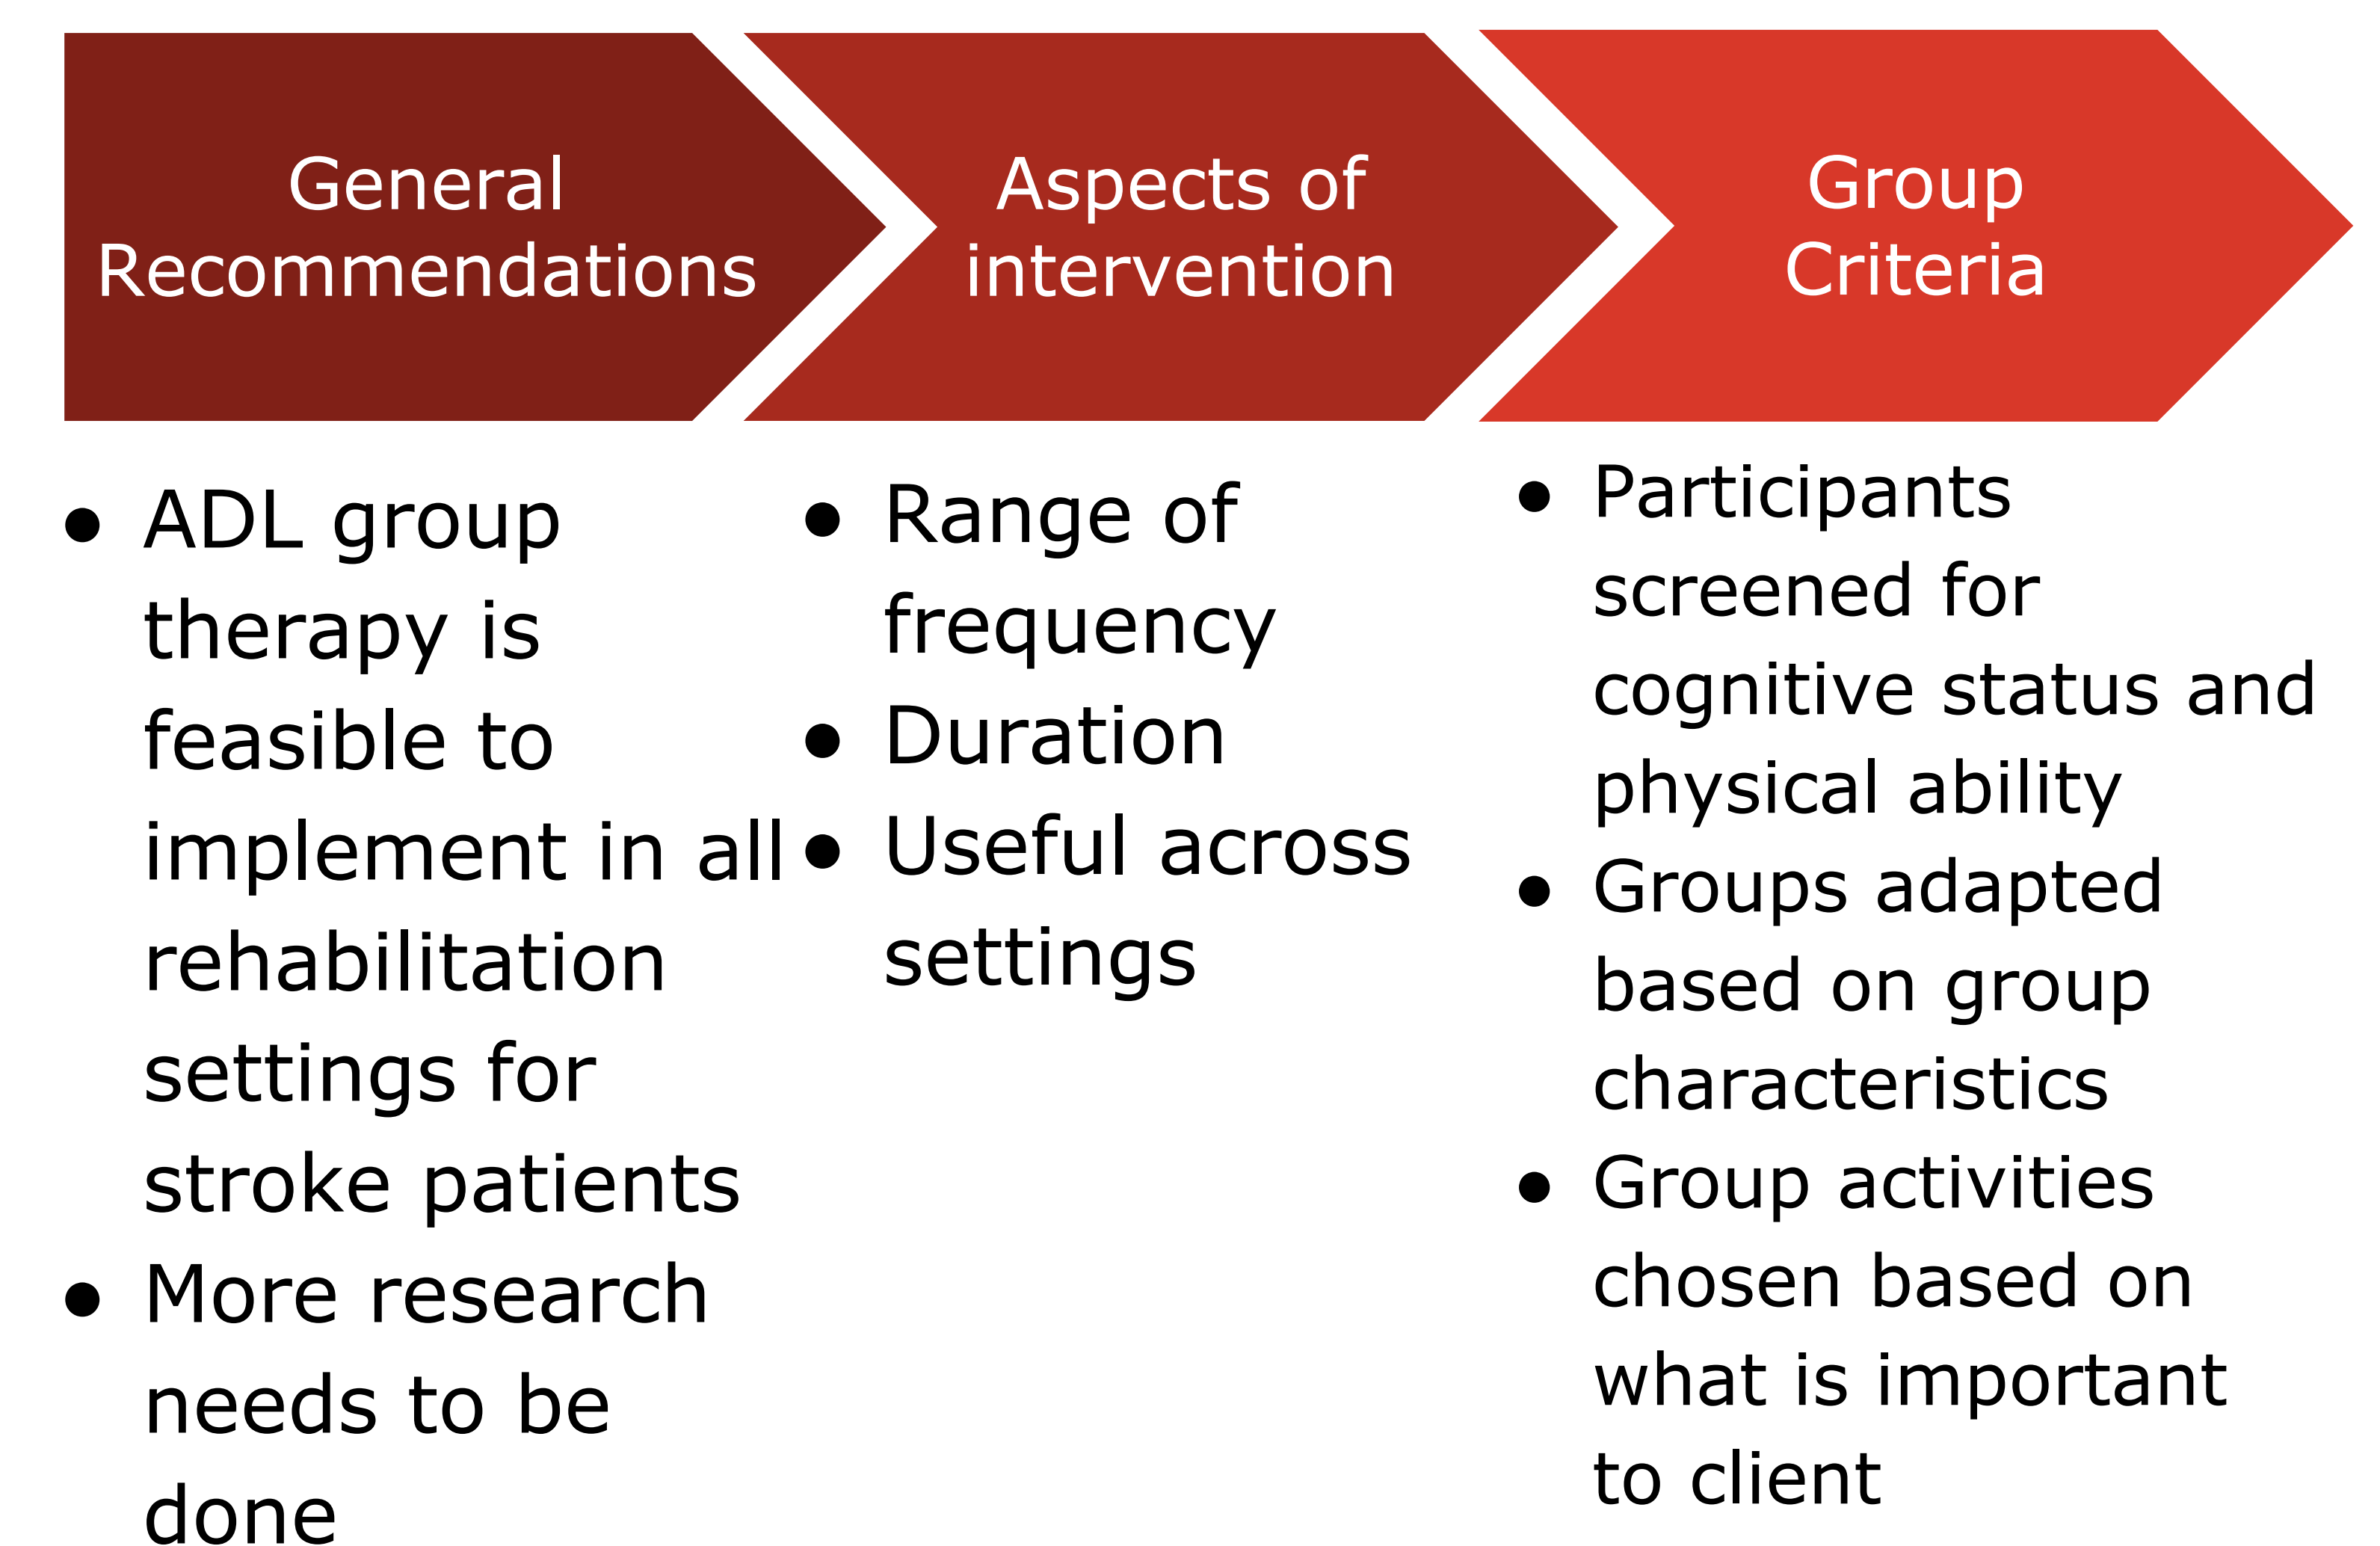 General
Recommendations
Aspects of
intervention
Group
Criteria
● ADL group
therapy is
feasible to
implement in all
rehabilitation
settings for
stroke patients
● More research
needs to be
done
● Range of
frequency
● Duration
● Useful across
settings
● Participants
screened for
cognitive status and
physical ability
● Groups adapted
based on group
characteristics
● Group activities
chosen based on
what is important
to client